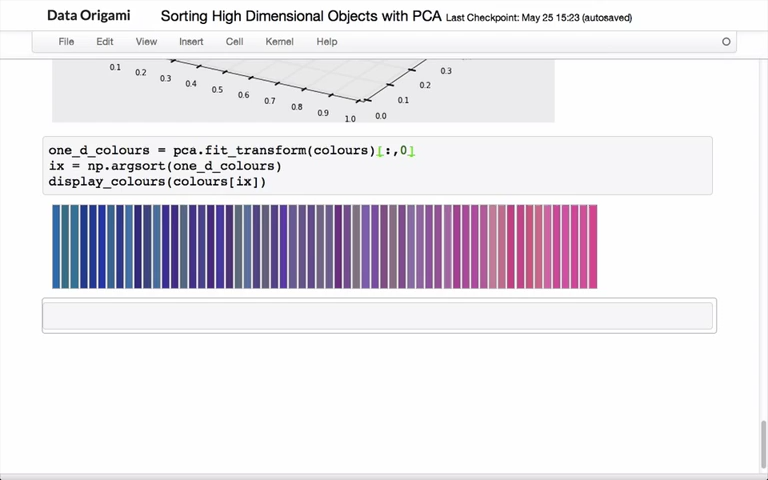 Data Origami Sorting High Dimensional Objects with PCA Last Checkpoint: May 25 15:23 (autosaved)
File Edit View Insert Cell Kernel Help
0.1 0.2 0.3 0.4 0.5 0.6 0.7 0.8 0.9 1.0 0.0 0.1 0.2 0.3
one_d_colours = pca.fit_transform(colours)[:,0]
ix = np.argsort(one_d_colours)
display_colours(colours[ix])